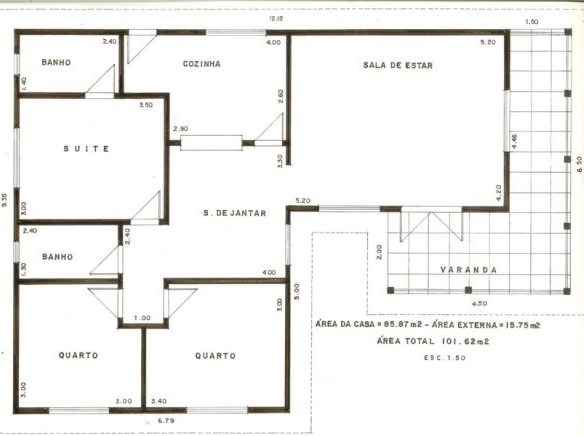 12.12
1.50
2.40
4.00
5.20
BANHO
COZINHA
SALA DE ESTAR
1.40
2.60
3.50
2.90
4.46
SUITE
3.30
6.50
9.35
3.00
4.20
5.20
S. DE JANTAR
2.40
2.40
2.00
BANHO
1.30
4.00
VARANDA
5.00
3.00
4.50
1.00
ÁREA DA CASA = 85.87 m2 - ÁREA EXTERNA = 15.75 m2
ÁREA TOTAL 101.62 m2
QUARTO
QUARTO
ESC. 1.50
3.00
3.00
3.40
6.79